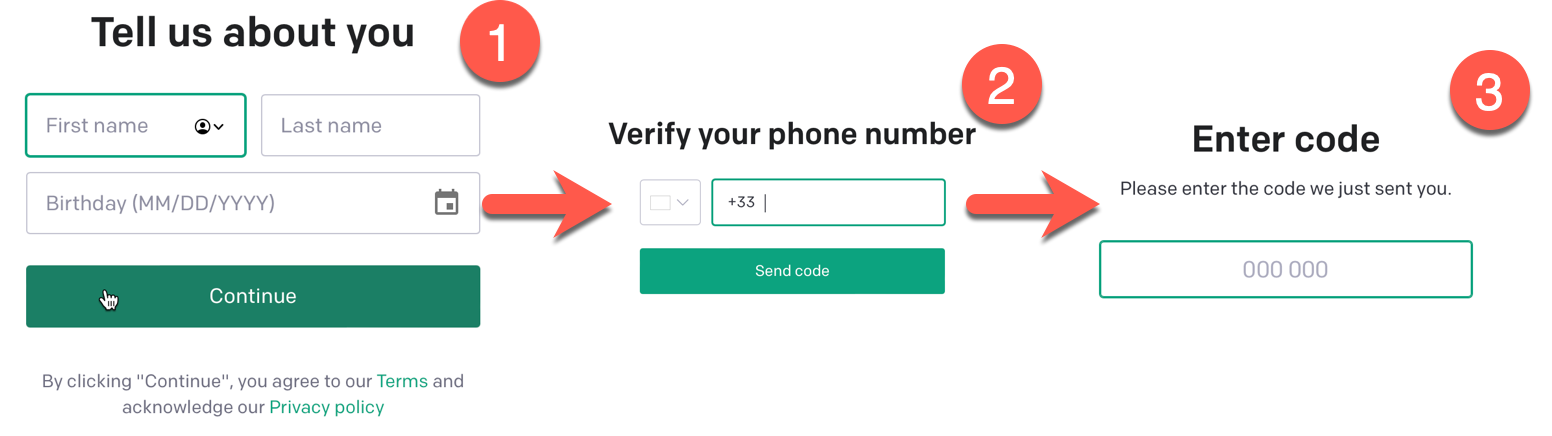 Tell us about you
1
First name
Last name
Birthday (MM/DD/YYYY)
Continue
By clicking "Continue", you agree to our Terms and
acknowledge our Privacy policy
2
Verify your phone number
+33
Send code
3
Enter code
Please enter the code we just sent you.
000 000